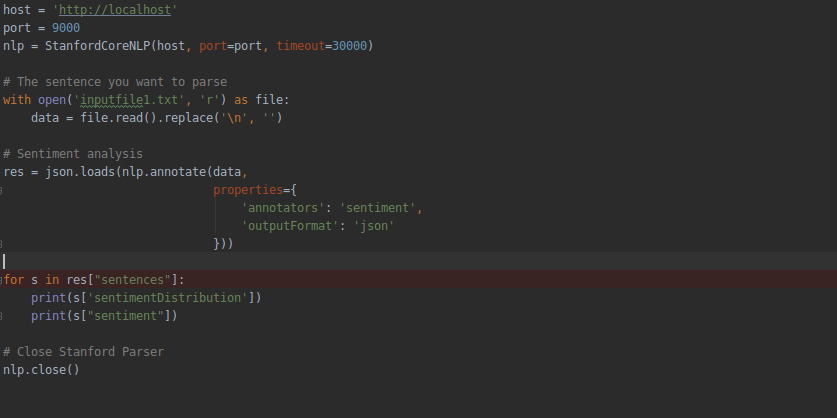 host = 'http://localhost'
port = 9000
nlp = StanfordCoreNLP(host, port=port, timeout=30000)

# The sentence you want to parse
with open('inputfile1.txt', 'r') as file:
    data = file.read().replace('\n', '')

# Sentiment analysis
res = json.loads(nlp.annotate(data,
                              properties={
                                  'annotators': 'sentiment',
                                  'outputFormat': 'json'
                              }))

for s in res["sentences"]:
    print(s['sentimentDistribution'])
    print(s["sentiment"])

# Close Stanford Parser
nlp.close()